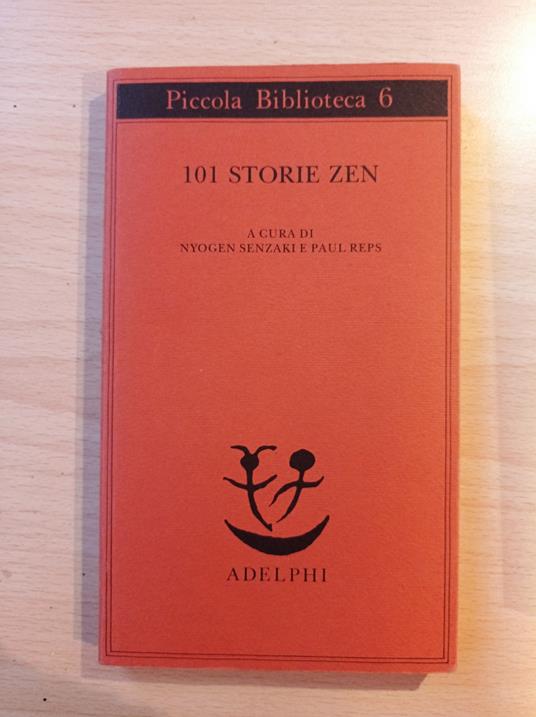 Piccola Biblioteca 6
101 STORIE ZEN
A CURA DI
NYOGEN SENZAKI E PAUL REPS
ADELPHI